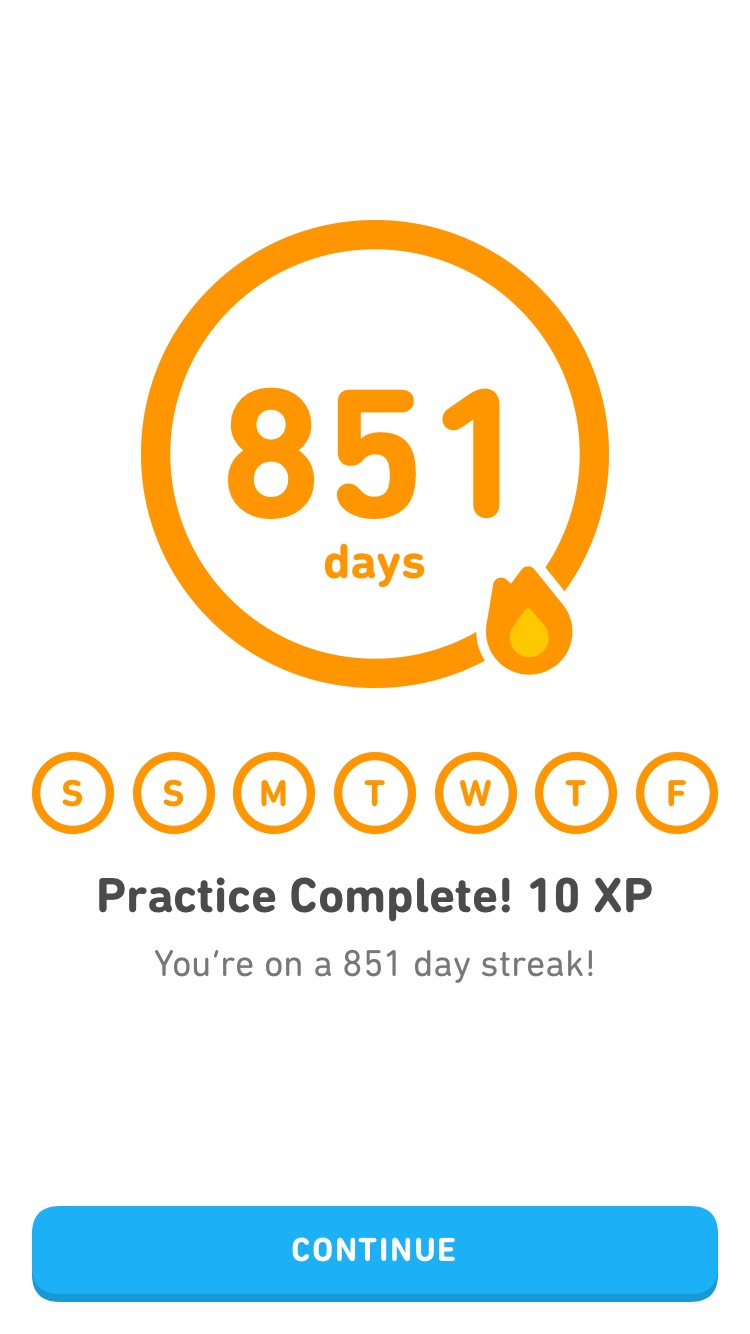 851
days
S S M T W T F
Practice Complete! 10 XP
You‘re on a 851 day streak!
CONTINUE